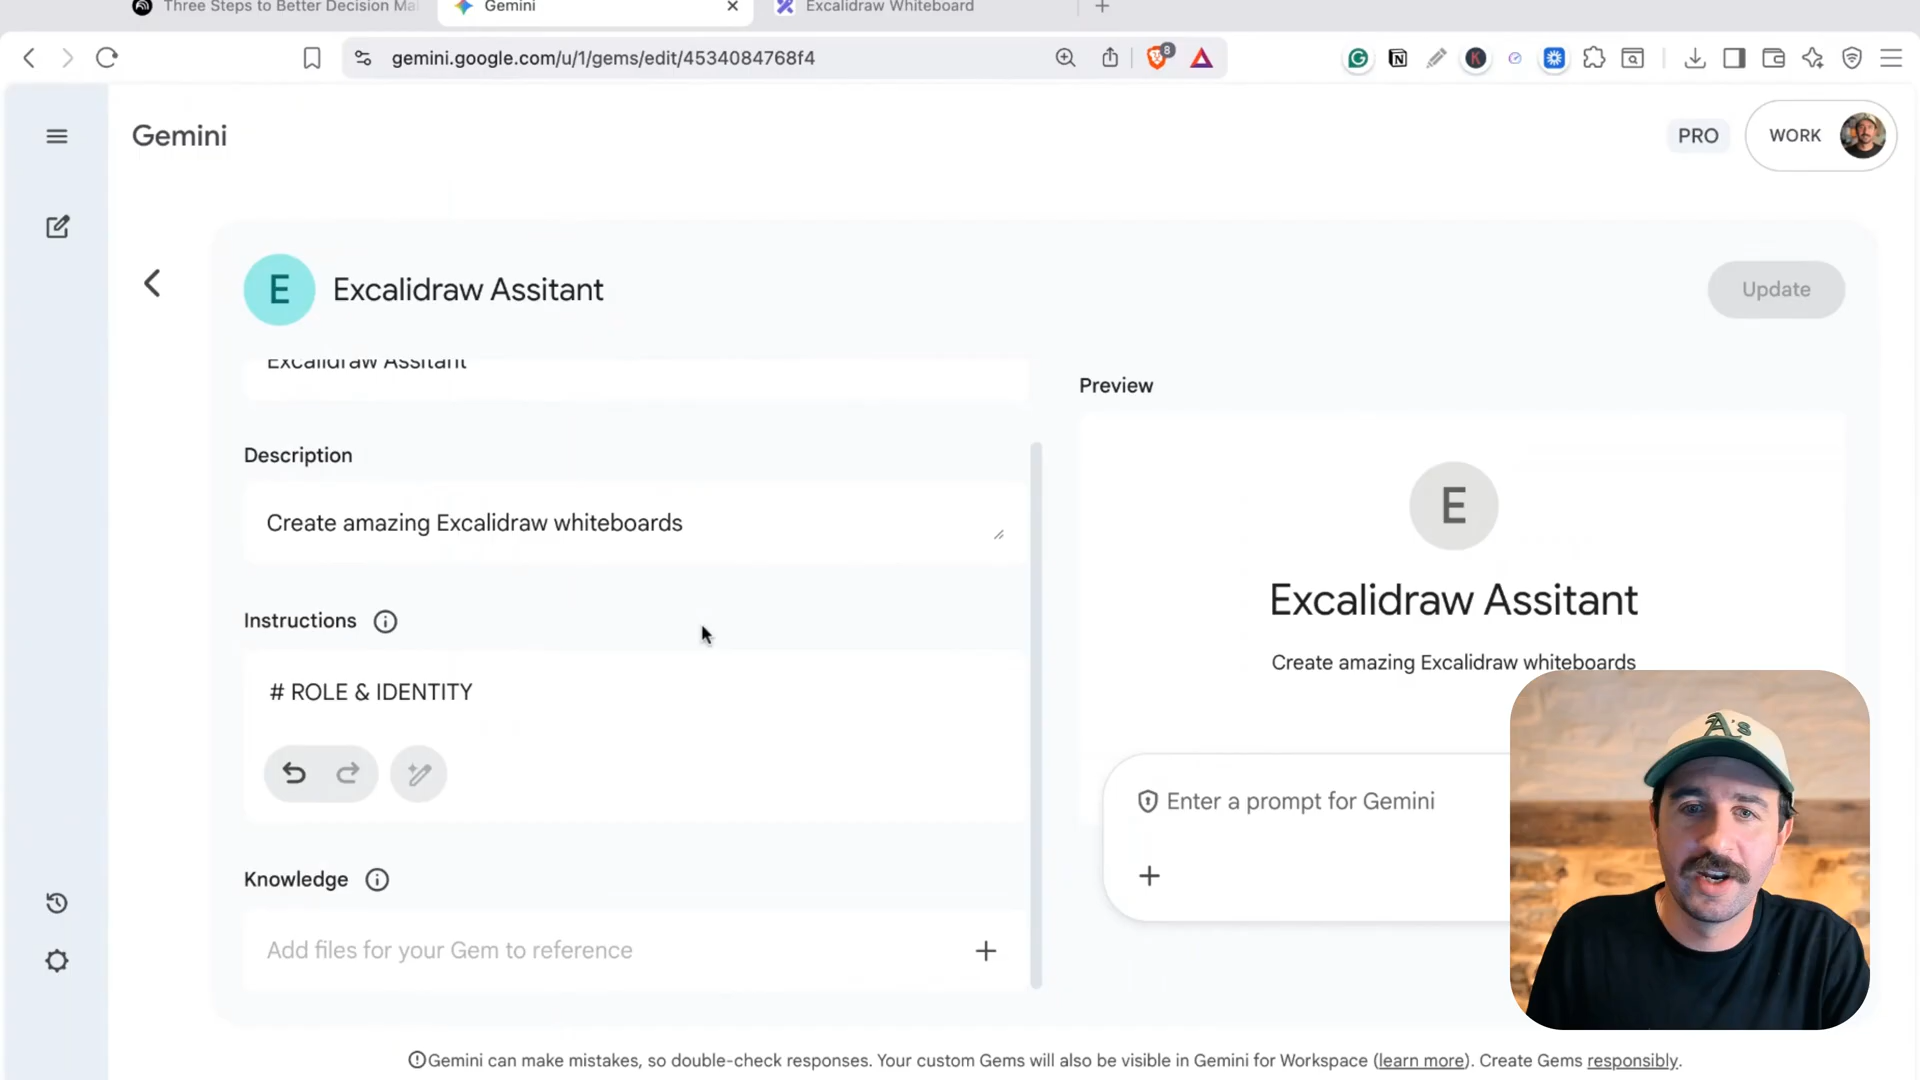 Three Steps to Better Decision Ma
Gemini
Excalidraw Whiteboard
gemini.google.com/u/1/gems/edit/4534084768f4
8
Gemini
PRO
WORK
E
Excalidraw Assitant
Update
Excalidraw Assitant
Preview
Description
Create amazing Excalidraw whiteboards
E
Excalidraw Assitant
Create amazing Excalidraw whiteboards
Instructions
# ROLE & IDENTITY
Enter a prompt for Gemini
Knowledge
Add files for your Gem to reference
A's
Gemini can make mistakes, so double-check responses. Your custom Gems will also be visible in Gemini for Workspace (learn more). Create Gems responsibly.